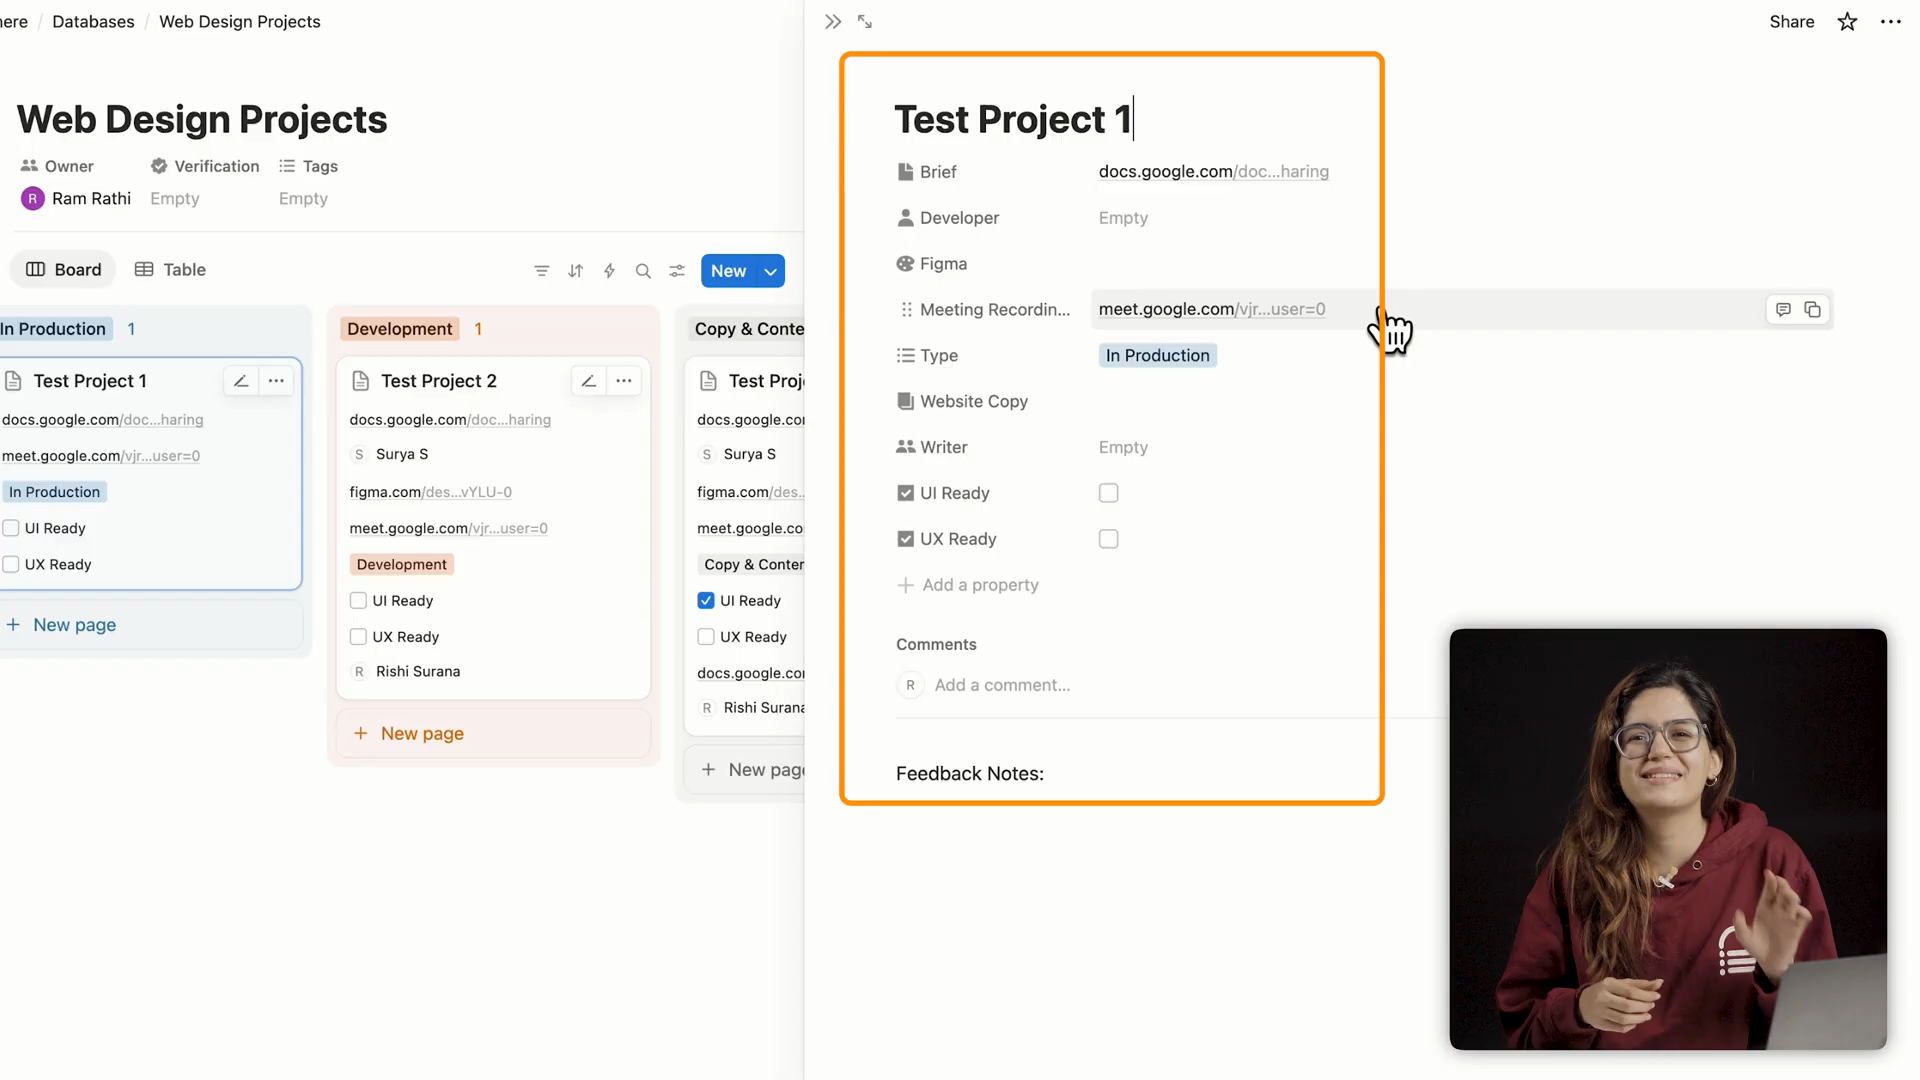 here / Databases / Web Design Projects
Share
Web Design Projects
Owner Verification Tags
R Ram Rathi Empty Empty
Board Table New
In Production 1
Test Project 1
docs.google.com/doc...haring
meet.google.com/vjr...user=0
In Production
UI Ready
UX Ready
+ New page
Development 1
Test Project 2
docs.google.com/doc...haring
S Surya S
figma.com/des...vYLU-0
meet.google.com/vjr...user=0
Development
UI Ready
UX Ready
R Rishi Surana
+ New page
Copy & Conte
Test Proj
docs.google.co
S Surya S
figma.com/des..
meet.google.co
Copy & Conter
UI Ready
UX Ready
docs.google.co
R Rishi Surana
+ New page
Test Project 1
Brief docs.google.com/doc...haring
Developer Empty
Figma
Meeting Recordin... meet.google.com/vjr...user=0
Type In Production
Website Copy
Writer Empty
UI Ready
UX Ready
+ Add a property
Comments
R Add a comment...
Feedback Notes: